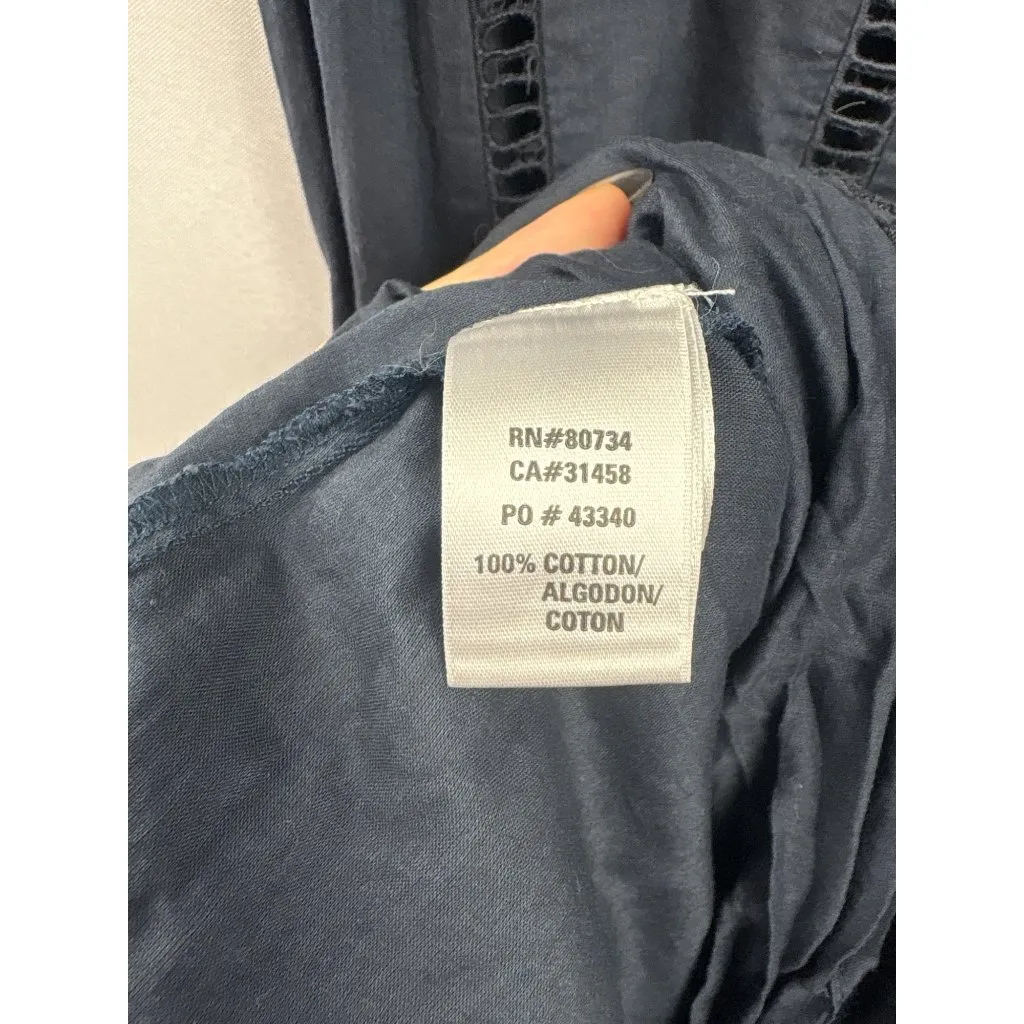 RN#80734
CA#31458
PO # 43340
100% COTTON/
ALGODON/
COTON